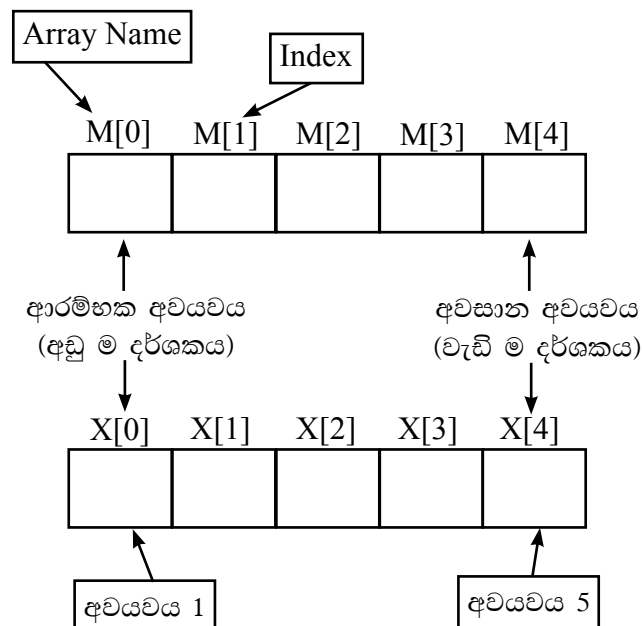 Array Name
Index
M[0] M[1] M[2] M[3] M[4]
ආරම්භක අවයවය
(අඩු ම දර්ශකය)
අවසාන අවයවය
(වැඩි ම දර්ශකය)
X[0] X[1] X[2] X[3] X[4]
අවයවය 1
අවයවය 5